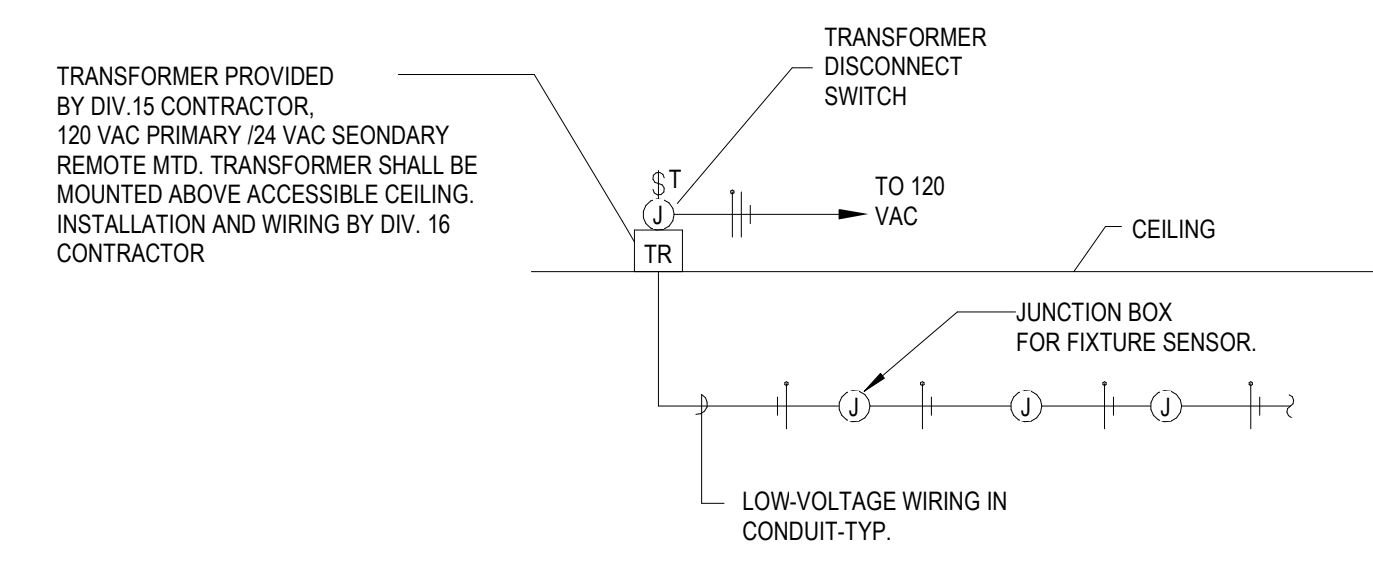 TRANSFORMER
DISCONNECT
SWITCH
TRANSFORMER PROVIDED
BY DIV.15 CONTRACTOR,
120 VAC PRIMARY /24 VAC SEONDARY
REMOTE MTD. TRANSFORMER SHALL BE
MOUNTED ABOVE ACCESSIBLE CEILING.
INSTALLATION AND WIRING BY DIV. 16
CONTRACTOR
$T
J
TO 120
VAC
TR
CEILING
JUNCTION BOX
FOR FIXTURE SENSOR.
J
J
J
LOW-VOLTAGE WIRING IN
CONDUIT-TYP.